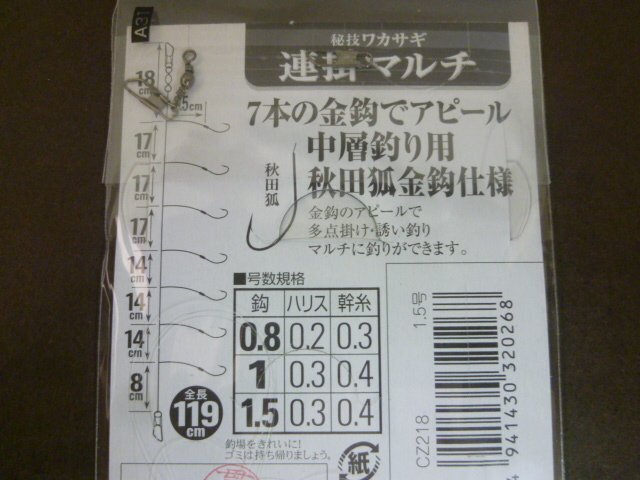 A31
秘技ワカサギ
連掛マルチ
7本の金鈎でアピール
中層釣り用
秋田狐金鈎仕様
秋田狐
金鈎のアピールで
多点掛け・誘い釣り
マルチに釣りができます。
18cm
5cm
17cm
17cm
17cm
14cm
14cm
14cm
8cm
全長
119cm
■号数規格
鈎 ハリス 幹糸
0.8 0.2 0.3
1 0.3 0.4
1.5 0.3 0.4
釣場をきれいに!
ゴミは持ち帰りましょう。
紙
CZ218 1.5号
941430 320268